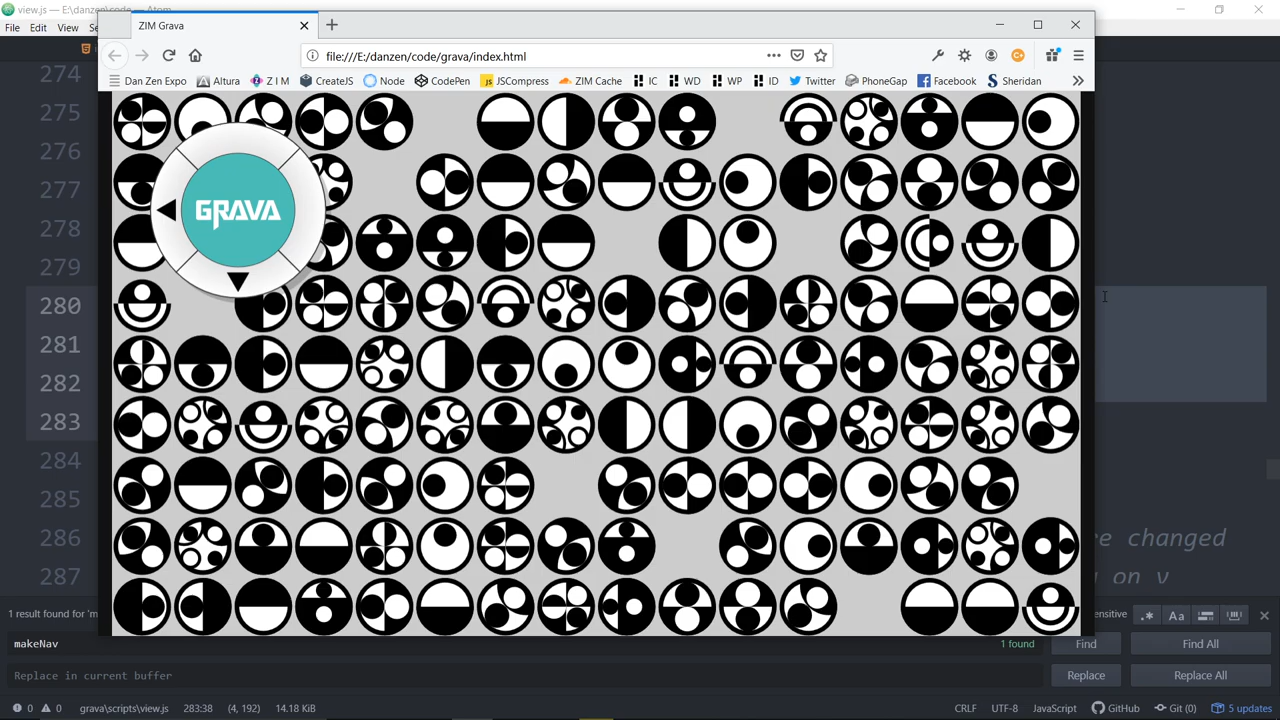 view.js — E:\danzen\code — Atom
File Edit View
ZIM Grava
file:///E:/danzen/code/grava/index.html
Dan Zen Expo Altura Z I M CreateJS Node CodePen JSCompress ZIM Cache IC WD WP ID Twitter PhoneGap Facebook Sheridan
274
275
276
277
278
279
280
281
282
283
284
285
286
287
GRAVA
changed
on v
1 result found for 'm
makeNav
1 found
Find
Find All
Replace in current buffer
Replace
Replace All
0 0 grava\scripts\view.js 283:38 (4, 192) 14.18 KiB
CRLF UTF-8 JavaScript GitHub Git (0) 5 updates